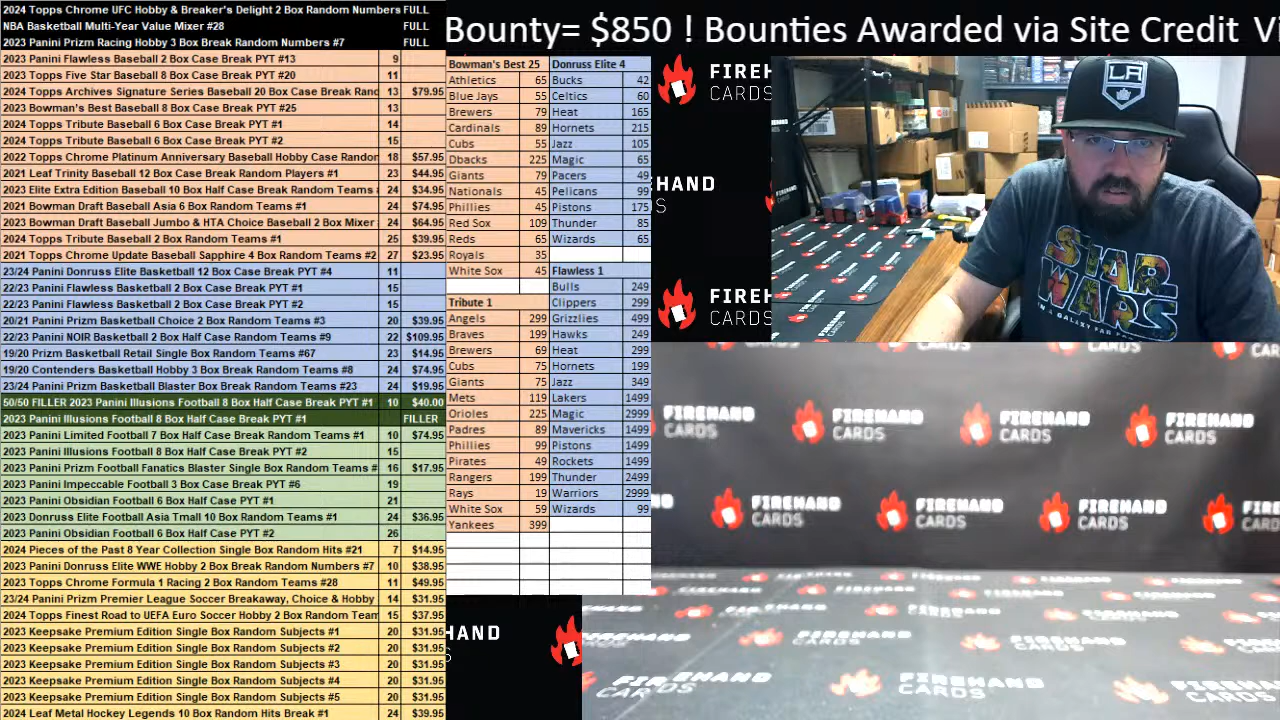 2024 Topps Chrome UFC Hobby & Breaker's Delight 2 Box Random Numbers FULL
NBA Basketball Multi-Year Value Mixer #28 FULL
2023 Panini Prizm Racing Hobby 3 Box Break Random Numbers #7 FULL
2023 Panini Flawless Baseball 2 Box Case Break PYT #13 9
2023 Topps Five Star Baseball 8 Box Case Break PYT #20 11
2024 Topps Archives Signature Series Baseball 20 Box Case Break Ranc 13 $79.95
2023 Bowman's Best Baseball 8 Box Case Break PYT #25 13
2024 Topps Tribute Baseball 6 Box Case Break PYT #1 14
2024 Topps Tribute Baseball 6 Box Case Break PYT #2 15
2022 Topps Chrome Platinum Anniversary Baseball Hobby Case Randor 18 $57.95
2021 Leaf Trinity Baseball 12 Box Case Break Random Players #1 23 $44.95
2023 Elite Extra Edition Baseball 10 Box Half Case Break Random Teams 24 $34.95
2021 Bowman Draft Baseball Asia 6 Box Random Teams #1 24 $74.95
2023 Bowman Draft Baseball Jumbo & HTA Choice Baseball 2 Box Mixer 24 $64.95
2024 Topps Tribute Baseball 2 Box Random Teams #1 25 $39.95
2021 Topps Chrome Update Baseball Sapphire 4 Box Random Teams #2 27 $23.95
23/24 Panini Donruss Elite Basketball 12 Box Case Break PYT #4 11
22/23 Panini Flawless Basketball 2 Box Case Break PYT #1 15
22/23 Panini Flawless Basketball 2 Box Case Break PYT #2 15
20/21 Panini Prizm Basketball Choice 2 Box Random Teams #3 20 $39.95
22/23 Panini NOIR Basketball 2 Box Half Case Random Teams #9 22 $109.95
19/20 Prizm Basketball Retail Single Box Random Teams #67 23 $14.95
19/20 Contenders Basketball Hobby 3 Box Break Random Teams #8 24 $74.95
23/24 Panini Prizm Basketball Blaster Box Break Random Teams #23 24 $19.95
50/50 FILLER 2023 Panini Illusions Football 8 Box Half Case Break PYT #1 10 $40.00
2023 Panini Illusions Football 8 Box Half Case Break PYT #1 FILLER
2023 Panini Limited Football 7 Box Half Case Break Random Teams #1 10 $74.95
2023 Panini Illusions Football 8 Box Half Case Break PYT #2 15
2023 Panini Prizm Football Fanatics Blaster Single Box Random Teams # 16 $17.95
2023 Panini Impeccable Football 3 Box Case Break PYT #6 19
2023 Panini Obsidian Football 6 Box Half Case PYT #1 21
2023 Donruss Elite Football Asia Tmall 10 Box Random Teams #1 24 $36.95
2023 Panini Obsidian Football 6 Box Half Case PYT #2 26
2024 Pieces of the Past 8 Year Collection Single Box Random Hits #21 7 $14.95
2023 Panini Donruss Elite WWE Hobby 2 Box Break Random Numbers #7 10 $38.95
2023 Topps Chrome Formula 1 Racing 2 Box Random Teams #28 11 $49.95
23/24 Panini Prizm Premier League Soccer Breakaway, Choice & Hobby 14 $31.95
2024 Topps Finest Road to UEFA Euro Soccer Hobby 2 Box Random Team 15 $37.95
2023 Keepsake Premium Edition Single Box Random Subjects #1 20 $31.95
2023 Keepsake Premium Edition Single Box Random Subjects #2 20 $31.95
2023 Keepsake Premium Edition Single Box Random Subjects #3 20 $31.95
2023 Keepsake Premium Edition Single Box Random Subjects #4 20 $31.95
2023 Keepsake Premium Edition Single Box Random Subjects #5 20 $31.95
2024 Leaf Metal Hockey Legends 10 Box Random Hits Break #1 24 $39.95
Bounty= $850 ! Bounties Awarded via Site Credit Vi
Bowman's Best 25
Athletics 65
Blue Jays 55
Brewers 79
Cardinals 89
Cubs 55
Dbacks 225
Giants 79
Nationals 45
Phillies 45
Red Sox 109
Reds 65
Royals 35
White Sox 45
Tribute 1
Angels 299
Braves 199
Brewers 69
Cubs 75
Giants 75
Mets 119
Orioles 225
Padres 89
Phillies 99
Pirates 49
Rangers 199
Rays 19
White Sox 59
Yankees 399
Donruss Elite 4
Bucks 42
Celtics 60
Heat 165
Hornets 215
Jazz 105
Magic 65
Pacers 49
Pelicans 99
Pistons 175
Thunder 85
Wizards 65
Flawless 1
Bulls 249
Clippers 299
Grizzlies 499
Hawks 249
Heat 299
Hornets 199
Jazz 349
Lakers 1499
Magic 2999
Mavericks 1499
Pistons 1499
Rockets 1499
Thunder 2499
Warriors 2999
Wizards 99
FIREH
CARDS
HAND
S
FIREH
CARDS
HAND
LA
STAR
WARS
FIREHAND
CARDS
FIREHAND
CARDS
FIREHAND
CARDS
FIREHAND
CARDS
FIREHAND
CARDS
FIREHAND
CARDS